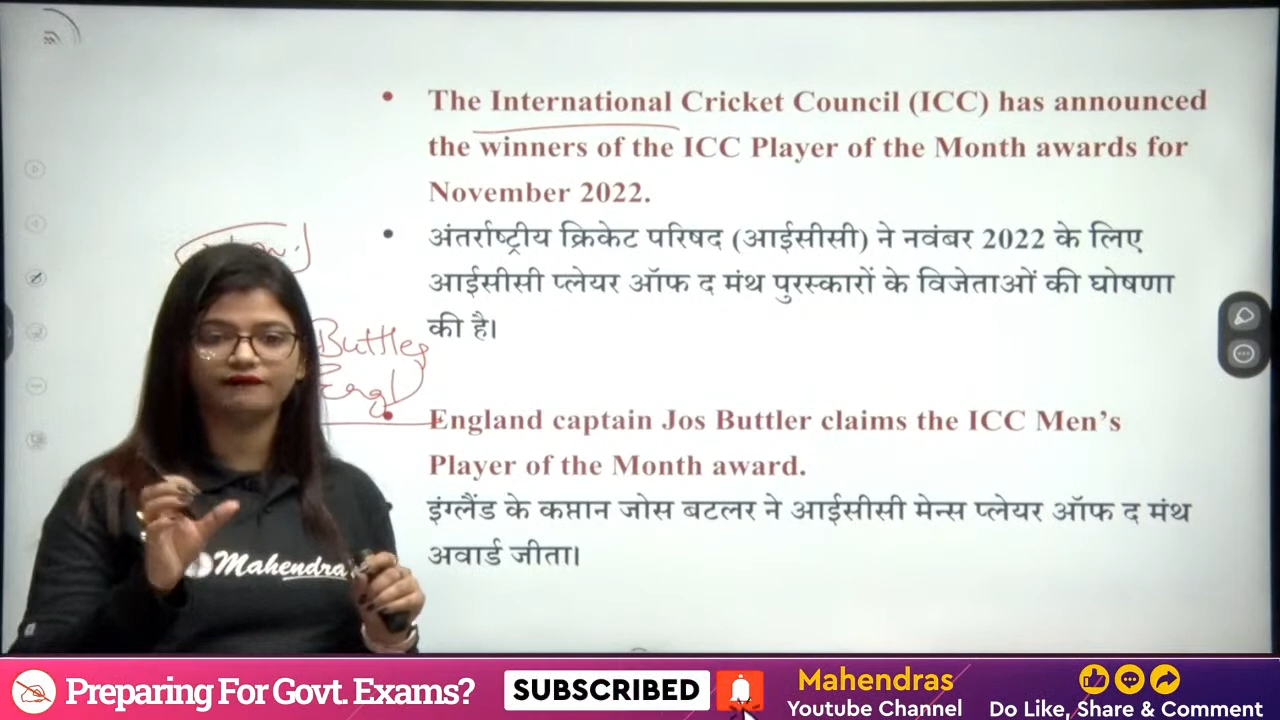 The International Cricket Council (ICC) has announced
the winners of the ICC Player of the Month awards for
November 2022.
अंतर्राष्ट्रीय क्रिकेट परिषद (आईसीसी) ने नवंबर 2022 के लिए
आईसीसी प्लेयर ऑफ द मंथ पुरस्कारों के विजेताओं की घोषणा
की है।
Buttler
Engl
England captain Jos Buttler claims the ICC Men's
Player of the Month award.
इंग्लैंड के कप्तान जोस बटलर ने आईसीसी मेन्स प्लेयर ऑफ द मंथ
अवार्ड जीता।
Mahendra
Preparing For Govt. Exams?
SUBSCRIBED
Mahendras
Youtube Channel
Do Like, Share & Comment